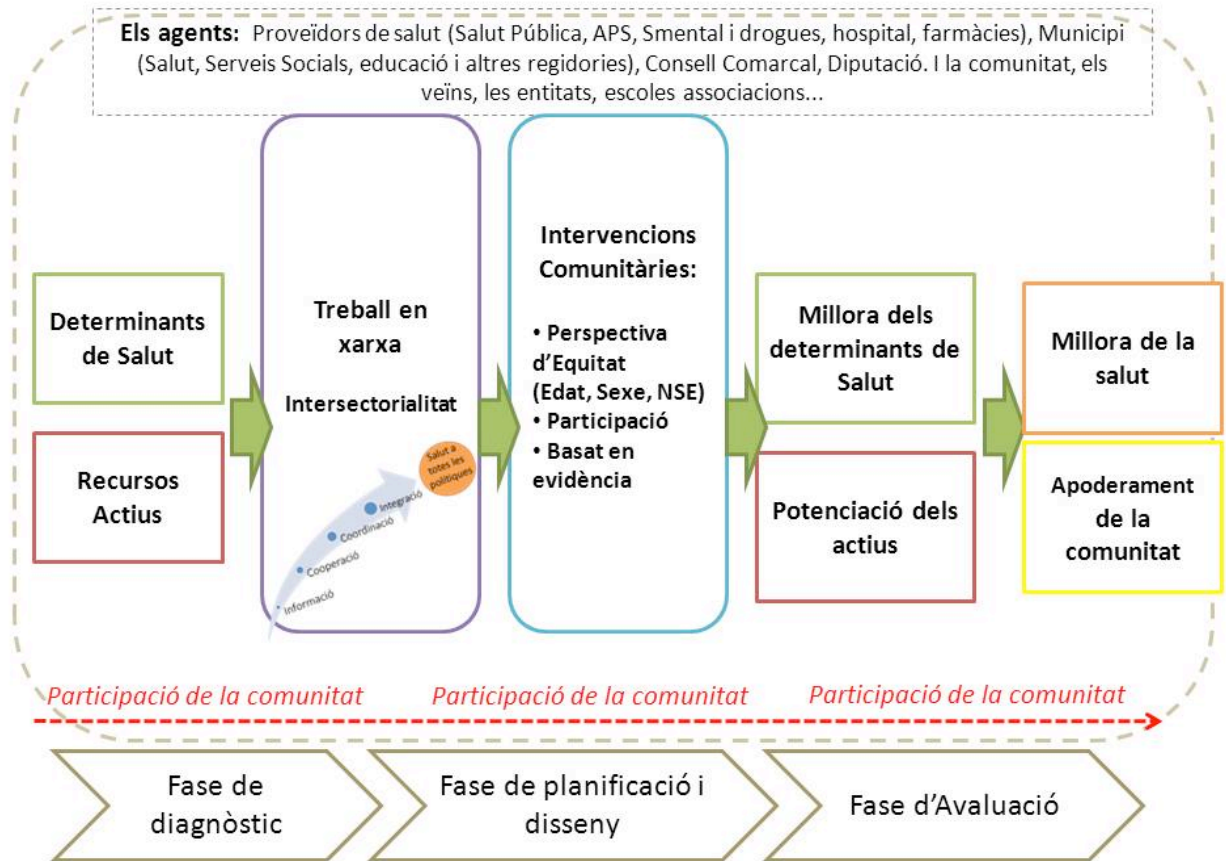 Els agents: Proveïdors de salut (Salut Pública, APS, Smental i drogues, hospital, farmàcies), Municipi
(Salut, Serveis Socials, educació i altres regidories), Consell Comarcal, Diputació. I la comunitat, els
veïns, les entitats, escoles associacions...
Determinants
de Salut
Recursos
Actius
Treball en
xarxa
Intersectorialitat
Salut a
totes les
polítiques
Integració
Coordinació
Cooperació
Informació
Intervencions
Comunitàries:
• Perspectiva
d’Equitat
(Edat, Sexe, NSE)
• Participació
• Basat en
evidència
Millora dels
determinants de
Salut
Potenciació dels
actius
Millora de la
salut
Apoderament
de la
comunitat
Participació de la comunitat
Participació de la comunitat
Participació de la comunitat
Fase de
diagnòstic
Fase de planificació i
disseny
Fase d’Avaluació